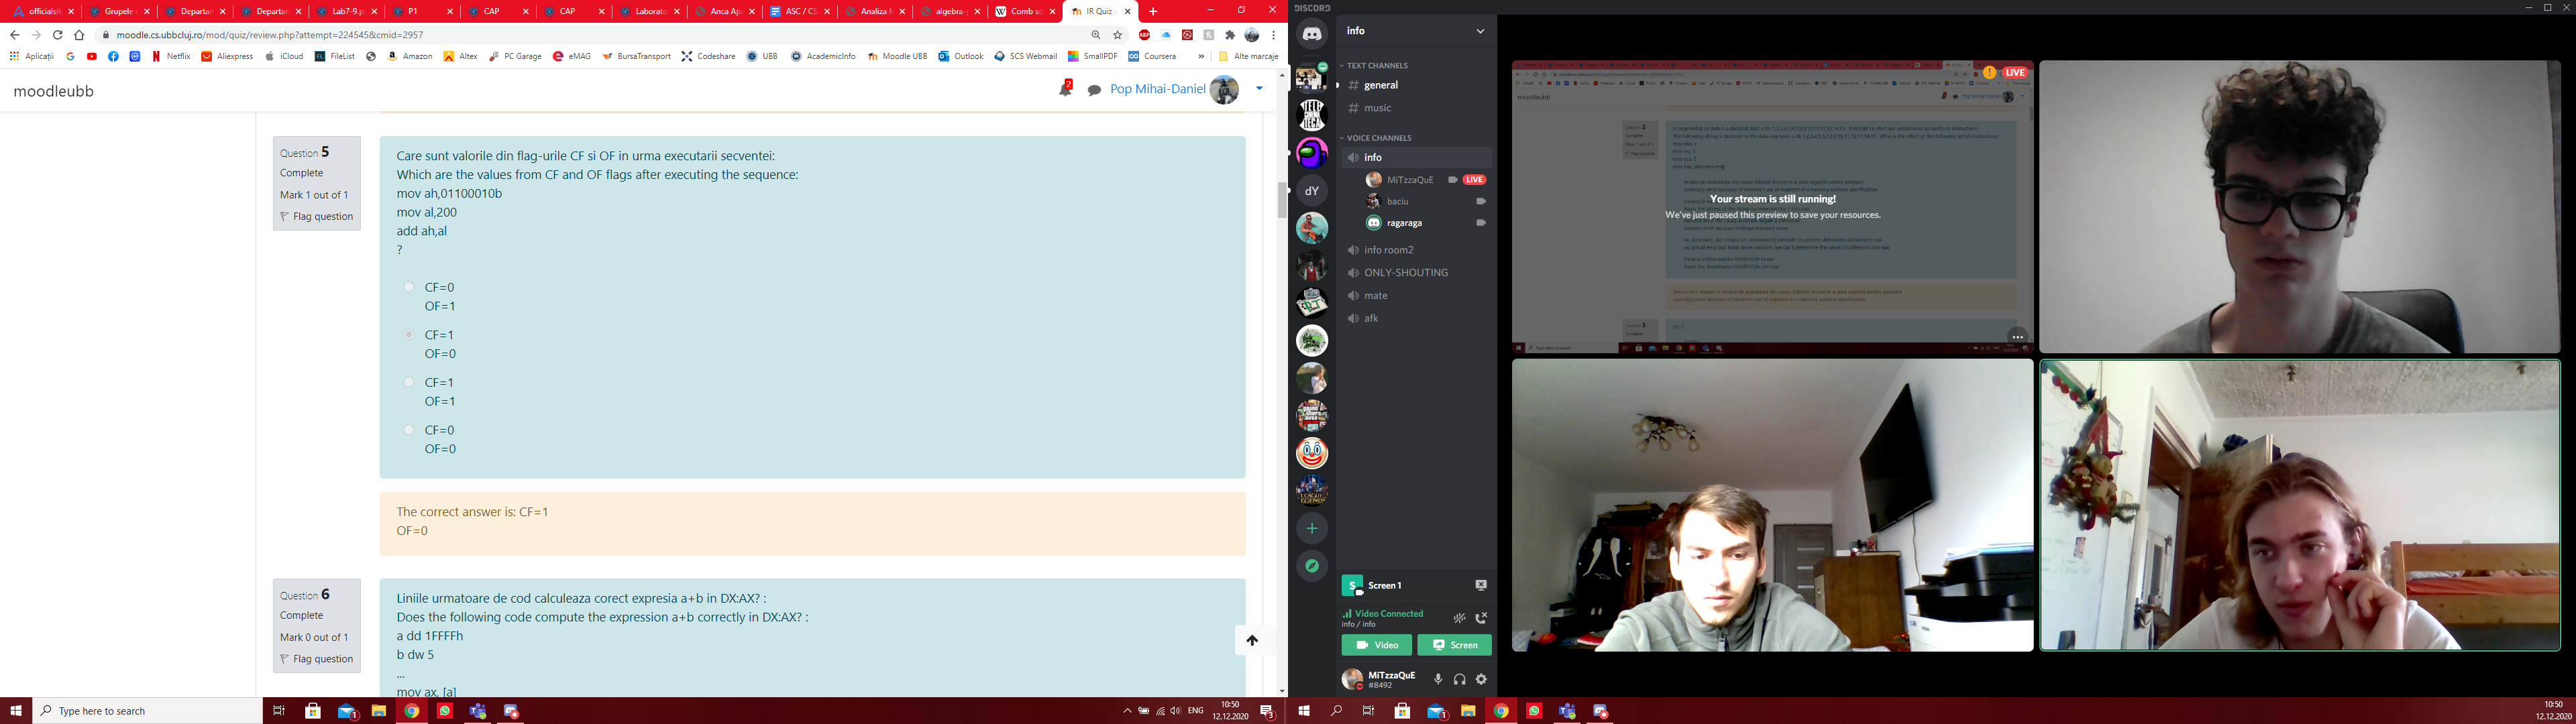 officialsit
Grupele
Departan
Departan
Lab7-9.p
P1
CAP
CAP
Laborato
Anca Ap
ASC / CS
Analiza M
algebra-p
Comb so
IR Quiz -
moodle.cs.ubbcluj.ro/mod/quiz/review.php?attempt=224545&cmid=2957
Aplicații
Netflix
Aliexpress
iCloud
FileList
Amazon
Altex
PC Garage
eMAG
BursaTransport
Codeshare
UBB
AcademicInfo
Moodle UBB
Outlook
SCS Webmail
SmallPDF
Coursera
»
Alte marcaje
moodleubb
2
Pop Mihai-Daniel
Question 5
Complete
Mark 1 out of 1
Flag question
Care sunt valorile din flag-urile CF si OF in urma executarii secventei:
Which are the values from CF and OF flags after executing the sequence:
mov ah,01100010b
mov al,200
add ah,al
?
CF=0
OF=1
CF=1
OF=0
CF=1
OF=1
CF=0
OF=0
The correct answer is: CF=1
OF=0
Question 6
Complete
Mark 0 out of 1
Flag question
Liniile urmatoare de cod calculeaza corect expresia a+b in DX:AX? :
Does the following code compute the expression a+b correctly in DX:AX? :
a dd 1FFFFh
b dw 5
...
mov ax, [a]
Type here to search
ENG
10:50
12.12.2020
DISCORD
info
TEXT CHANNELS
# general
# music
VOICE CHANNELS
info
MiTzzaQuE
LIVE
baciu
ragaraga
info room2
ONLY-SHOUTING
mate
afk
dY
Screen 1
Video Connected
info / info
Video
Screen
MiTzzaQuE
#8492
LIVE
moodleubb
Your stream is still running!
We've just paused this preview to save your resources.
10:50
12.12.2020